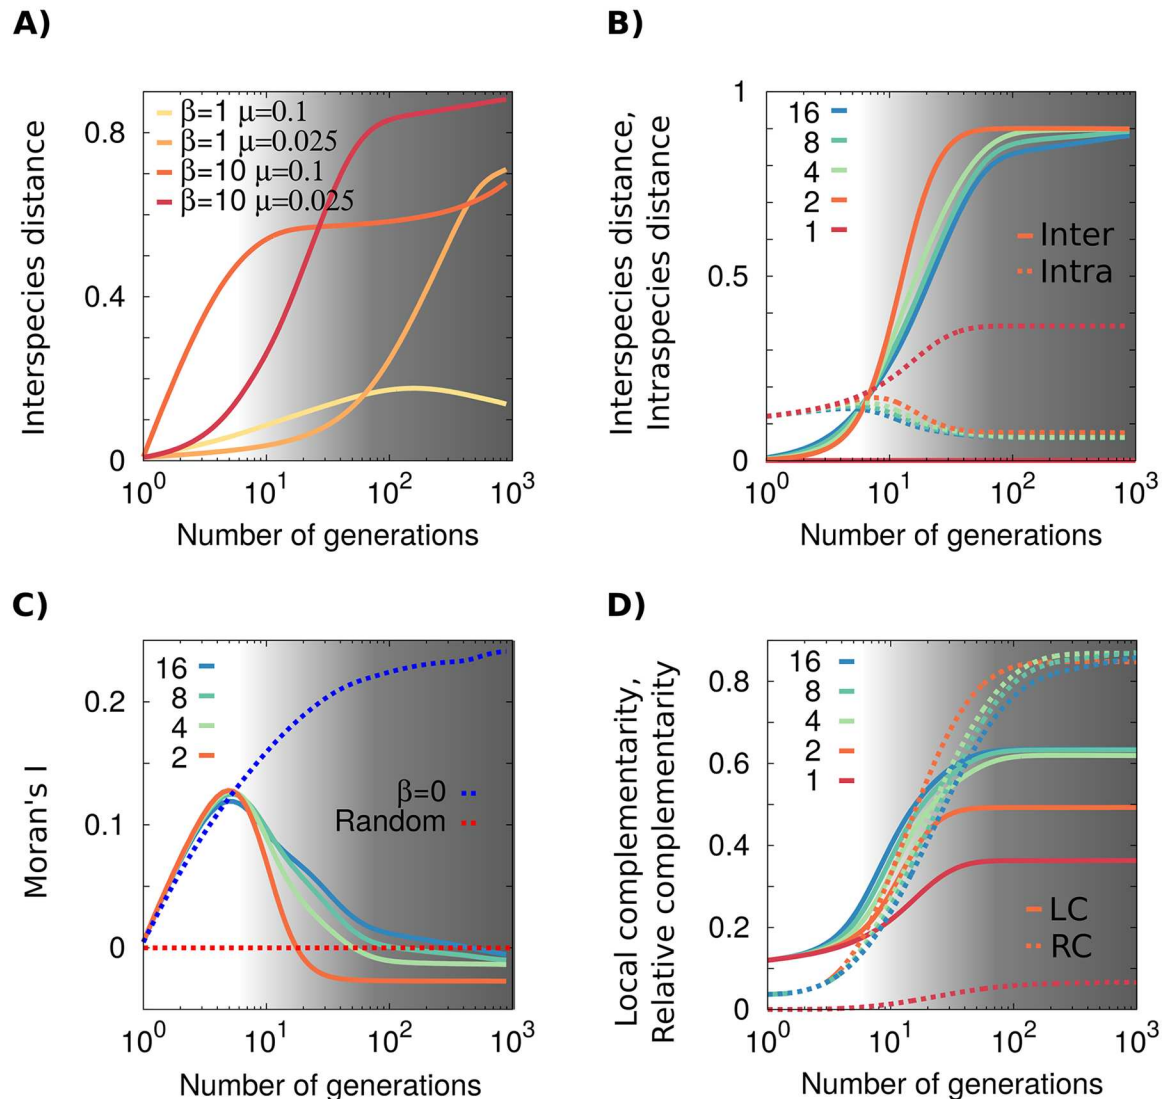 A)
Interspecies distance
0.8
0.4
0
β=1 μ=0.1
β=1 μ=0.025
β=10 μ=0.1
β=10 μ=0.025
10⁰ 10¹ 10² 10³
Number of generations
B)
Interspecies distance,
Intraspecies distance
1
0.5
0
16
8
4
2
1
Inter
Intra
10⁰ 10¹ 10² 10³
Number of generations
C)
Moran's I
0.2
0.1
0
16
8
4
2
β=0
Random
10⁰ 10¹ 10² 10³
Number of generations
D)
Local complementarity,
Relative complementarity
0.8
0.6
0.4
0.2
0
16
8
4
2
1
LC
RC
10⁰ 10¹ 10² 10³
Number of generations